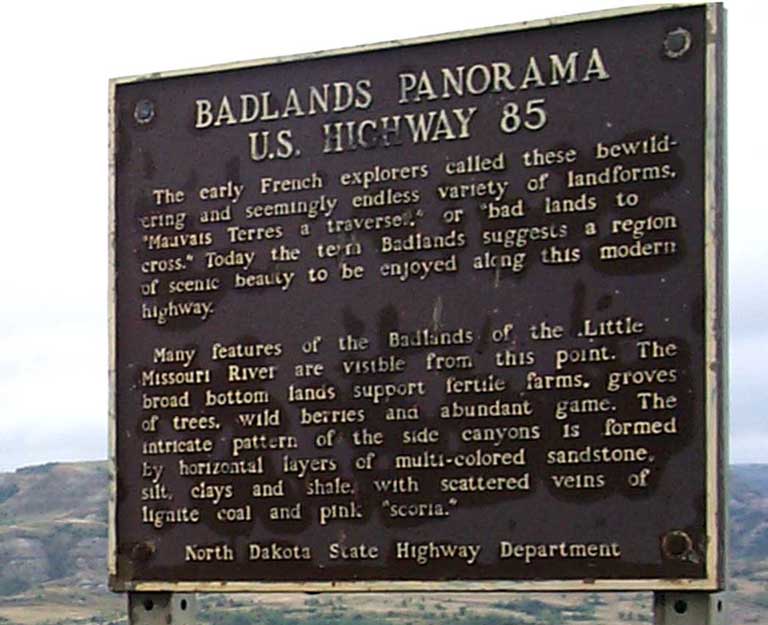 BADLANDS PANORAMA
U.S. HIGHWAY 85
The early French explorers called these bewild-
ering and seemingly endless variety of landforms.
"Mauvais Terres a traverser." or "bad lands to
cross." Today the term Badlands suggests a region
of scenic beauty to be enjoyed along this modern
highway.
Many features of the Badlands of the Little
Missouri River are visible from this point. The
broad bottom lands support fertile farms, groves
of trees, wild berries and abundant game. The
intricate pattern of the side canyons is formed
by horizontal layers of multi-colored sandstone,
silt, clays and shale, with scattered veins of
lignite coal and pink "scoria."
North Dakota State Highway Department